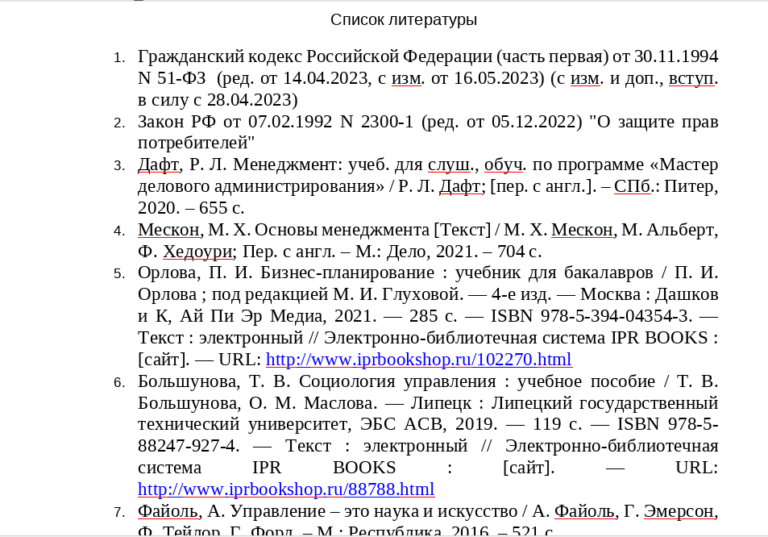 Список литературы
1. Гражданский кодекс Российской Федерации (часть первая) от 30.11.1994
N 51-ФЗ (ред. от 14.04.2023, с изм. от 16.05.2023) (с изм. и доп., вступ.
в силу с 28.04.2023)
2. Закон РФ от 07.02.1992 N 2300-1 (ред. от 05.12.2022) "О защите прав
потребителей"
3. Дафт, Р. Л. Менеджмент: учеб. для слуш., обуч. по программе «Мастер
делового администрирования» / Р. Л. Дафт; [пер. с англ.]. – СПб.: Питер,
2020. – 655 с.
4. Мескон, М. Х. Основы менеджмента [Текст] / М. Х. Мескон, М. Альберт,
Ф. Хедоури; Пер. с англ. – М.: Дело, 2021. – 704 с.
5. Орлова, П. И. Бизнес-планирование : учебник для бакалавров / П. И.
Орлова ; под редакцией М. И. Глуховой. — 4-е изд. — Москва : Дашков
и К, Ай Пи Эр Медиа, 2021. — 285 с. — ISBN 978-5-394-04354-3. —
Текст : электронный // Электронно-библиотечная система IPR BOOKS :
[сайт]. — URL: http://www.iprbookshop.ru/102270.html
6. Большунова, Т. В. Социология управления : учебное пособие / Т. В.
Большунова, О. М. Маслова. — Липецк : Липецкий государственный
технический университет, ЭБС АСВ, 2019. — 119 с. — ISBN 978-5-
88247-927-4. — Текст : электронный // Электронно-библиотечная
система IPR BOOKS : [сайт]. — URL:
http://www.iprbookshop.ru/88788.html
7. Файоль, А. Управление – это наука и искусство / А. Файоль, Г. Эмерсон,
Ф. Тейлор, Г. Форд. – М.: Республика, 2016. – 521 с.